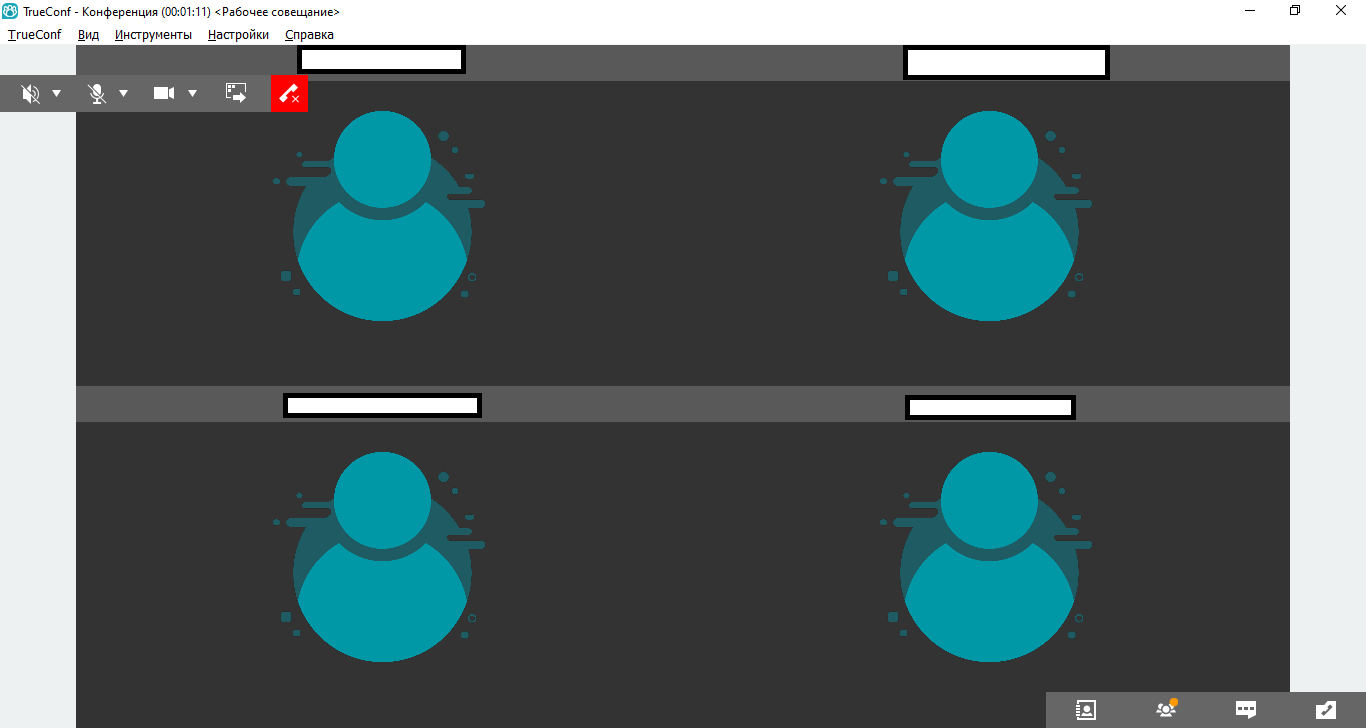 TrueConf - Конференция (00:01:11) <Рабочее совещание>
TrueConf Вид Инструменты Настройки Справка